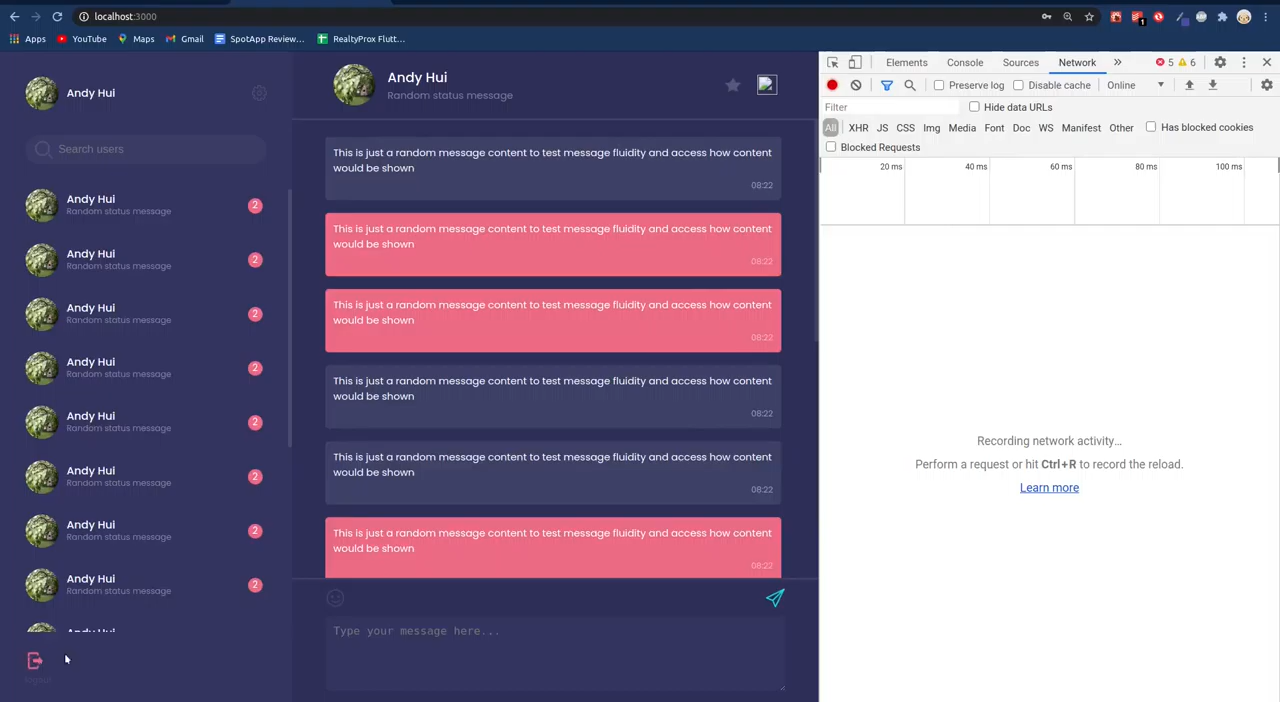 localhost:3000
1
Apps
YouTube
Maps
Gmail
SpotApp Review...
RealtyProx Flutt...
Andy Hui
Search users
Andy Hui
Random status message
2
Andy Hui
Random status message
2
Andy Hui
Random status message
2
Andy Hui
Random status message
2
Andy Hui
Random status message
2
Andy Hui
Random status message
2
Andy Hui
Random status message
2
Andy Hui
Random status message
2
Andy Hui
Andy Hui
Random status message
This is just a random message content to test message fluidity and access how content
would be shown
08:22
This is just a random message content to test message fluidity and access how content
would be shown
08:22
This is just a random message content to test message fluidity and access how content
would be shown
08:22
This is just a random message content to test message fluidity and access how content
would be shown
08:22
This is just a random message content to test message fluidity and access how content
would be shown
08:22
This is just a random message content to test message fluidity and access how content
would be shown
08:22
Type your message here...
Elements Console Sources Network » 5 6
Preserve log Disable cache Online
Filter Hide data URLs
All XHR JS CSS Img Media Font Doc WS Manifest Other Has blocked cookies
Blocked Requests
20 ms 40 ms 60 ms 80 ms 100 ms
Recording network activity…
Perform a request or hit Ctrl+R to record the reload.
Learn more